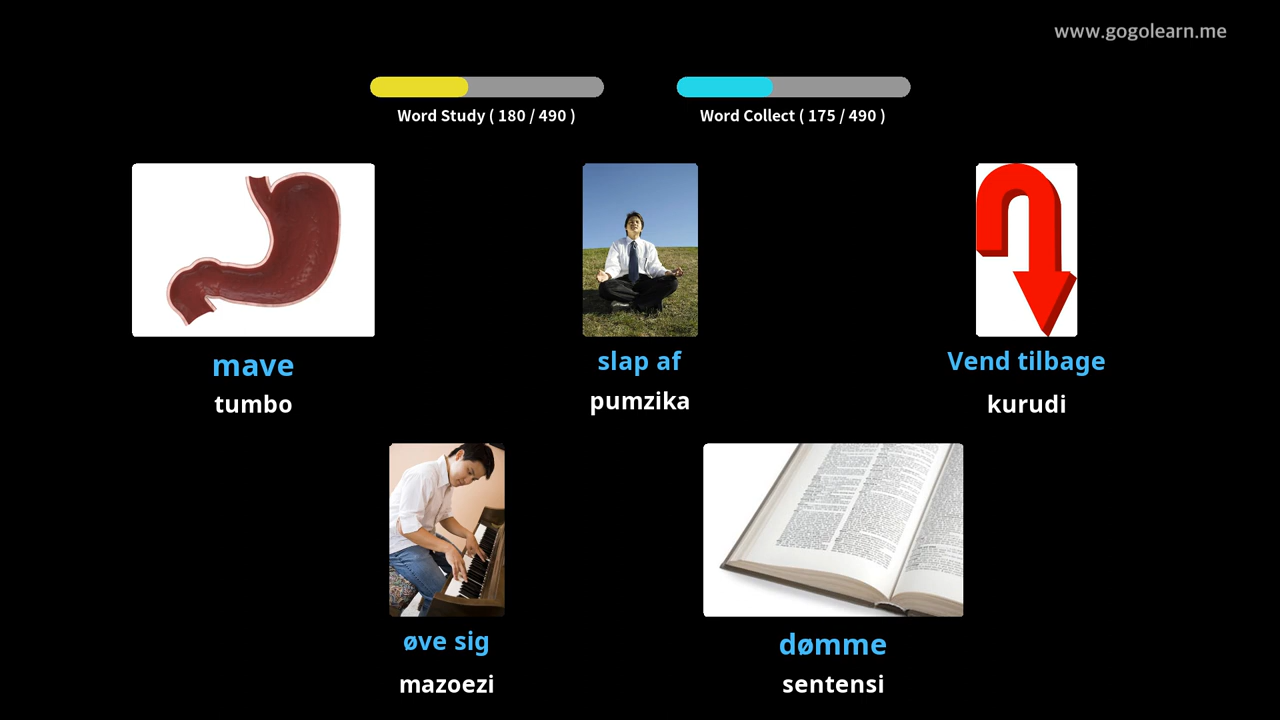 www.gogolearn.me
Word Study ( 180 / 490 )
Word Collect ( 175 / 490 )
mave
tumbo
slap af
pumzika
Vend tilbage
kurudi
øve sig
mazoezi
dømme
sentensi